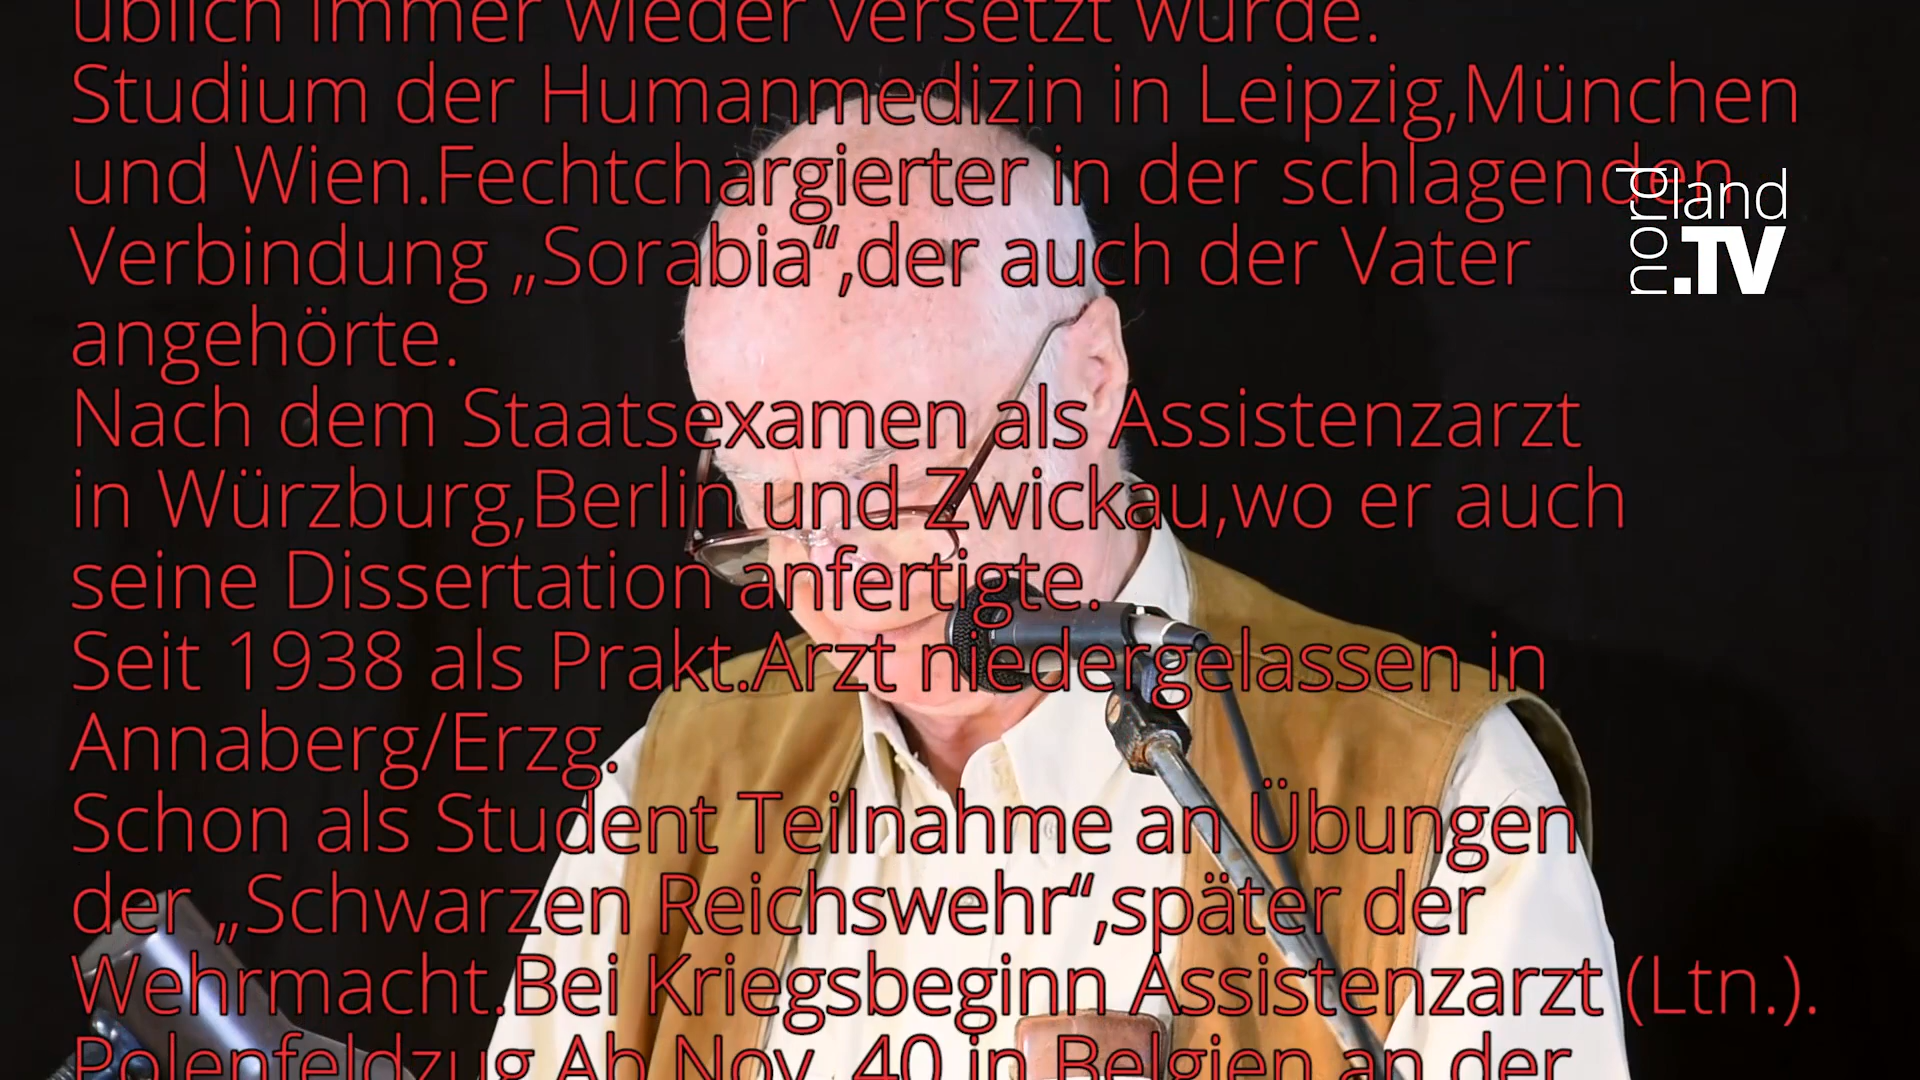 üblich immer wieder versetzt wurde.
Studium der Humanmedizin in Leipzig,München
und Wien.Fechtchargierter in der schlagenden
nordland
.TV
Verbindung „Sorabia“,der auch der Vater
angehörte.
Nach dem Staatsexamen als Assistenzarzt
in Würzburg,Berlin und Zwickau,wo er auch
seine Dissertation anfertigte.
Seit 1938 als Prakt.Arzt niedergelassen in
Annaberg/Erzg.
Schon als Student Teilnahme an Übungen
der „Schwarzen Reichswehr“,später der
Wehrmacht.Bei Kriegsbeginn Assistenzarzt (Ltn.).
Polenfeldzug.Ab Nov. 40 in Belgien an der